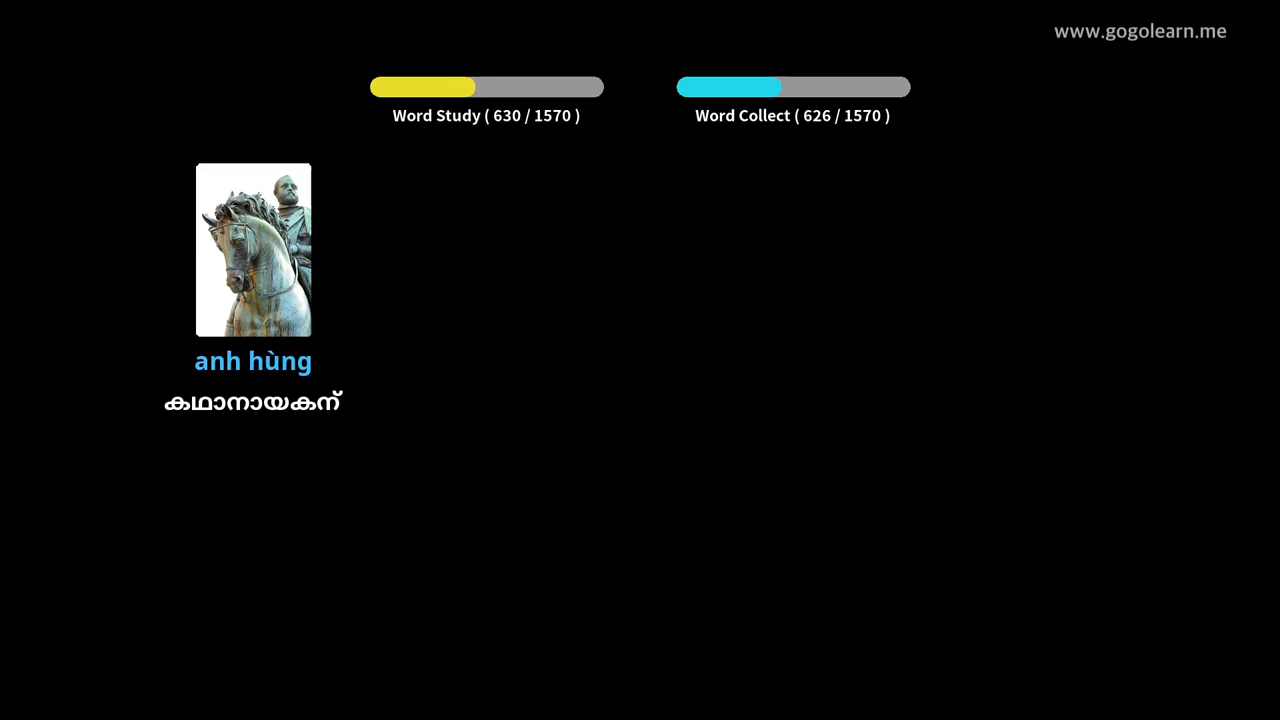 www.gogolearn.me
Word Study ( 630 / 1570 )
Word Collect ( 626 / 1570 )
anh hùng
കഥാനായകന്